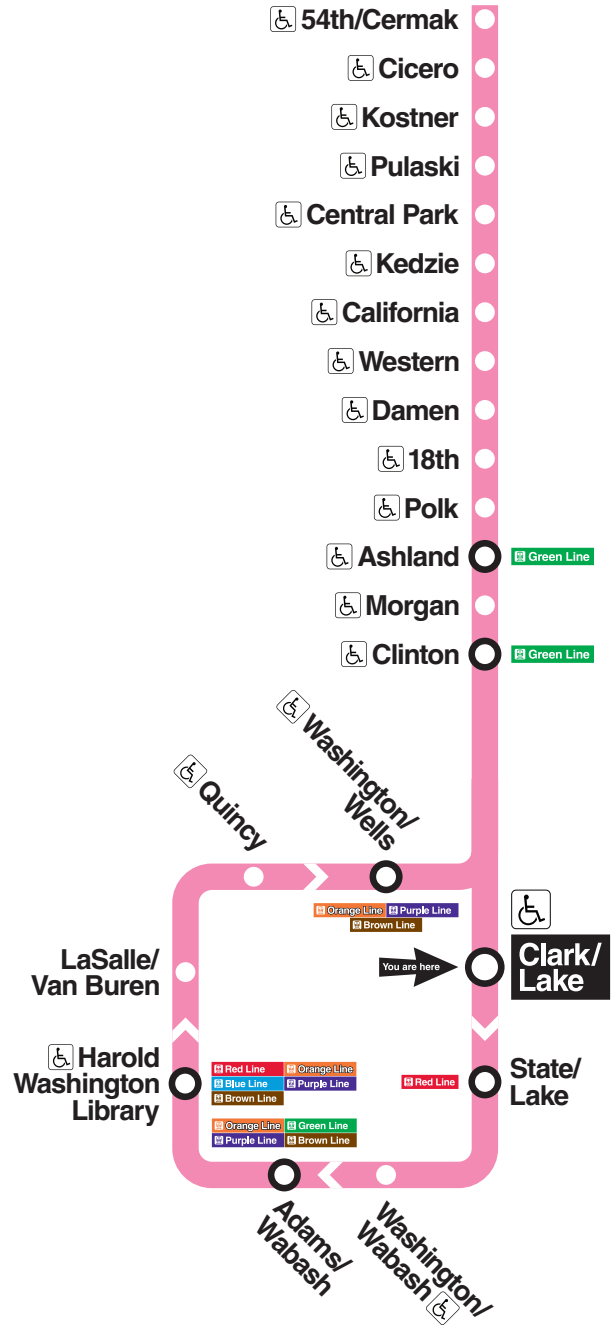 54th/Cermak
Cicero
Kostner
Pulaski
Central Park
Kedzie
California
Western
Damen
18th
Polk
Ashland
Green Line
Morgan
Clinton
Green Line
Washington/
Wells
Quincy
Orange Line
Purple Line
Brown Line
Clark/
Lake
You are here
LaSalle/
Van Buren
Harold
Washington
Library
Red Line
Orange Line
Blue Line
Purple Line
Brown Line
Red Line
State/
Lake
Orange Line
Green Line
Purple Line
Brown Line
Adams/
Wabash
Washington/
Wabash